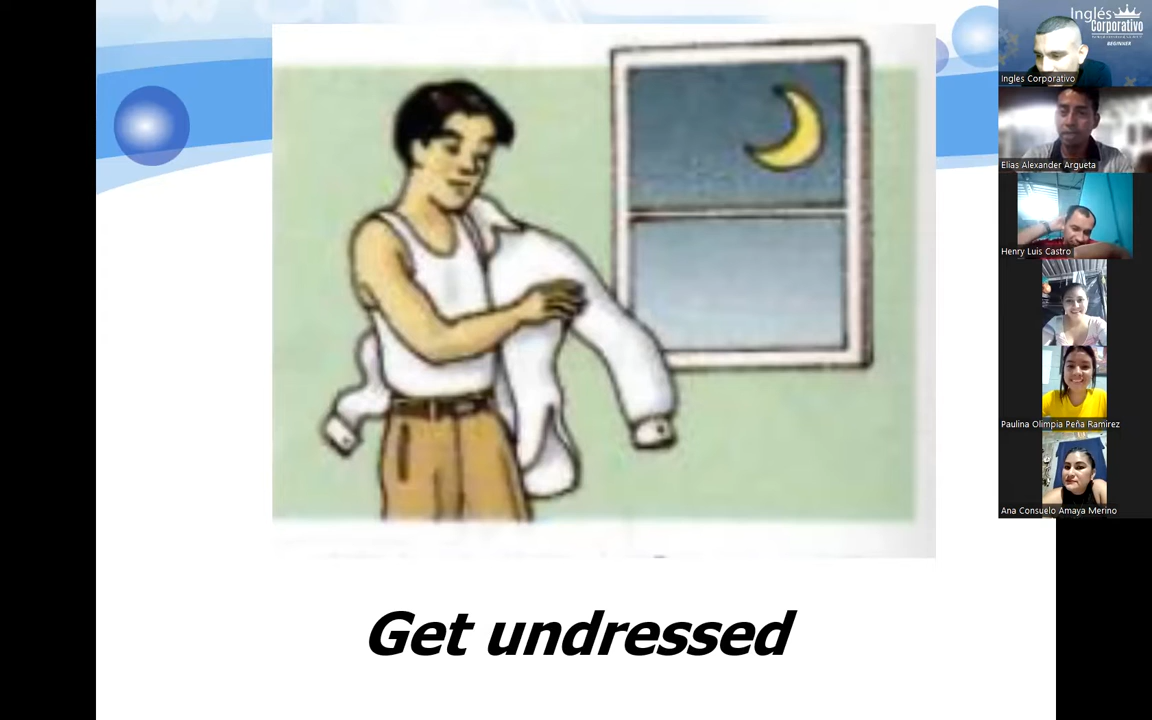 Get undressed
Inglés
Corporativo
BEGINNER
Ingles Corporativo
Elias Alexander Argueta
Henry Luis Castro
Paulina Olimpia Peña Ramirez
Ana Consuelo Amaya Merino